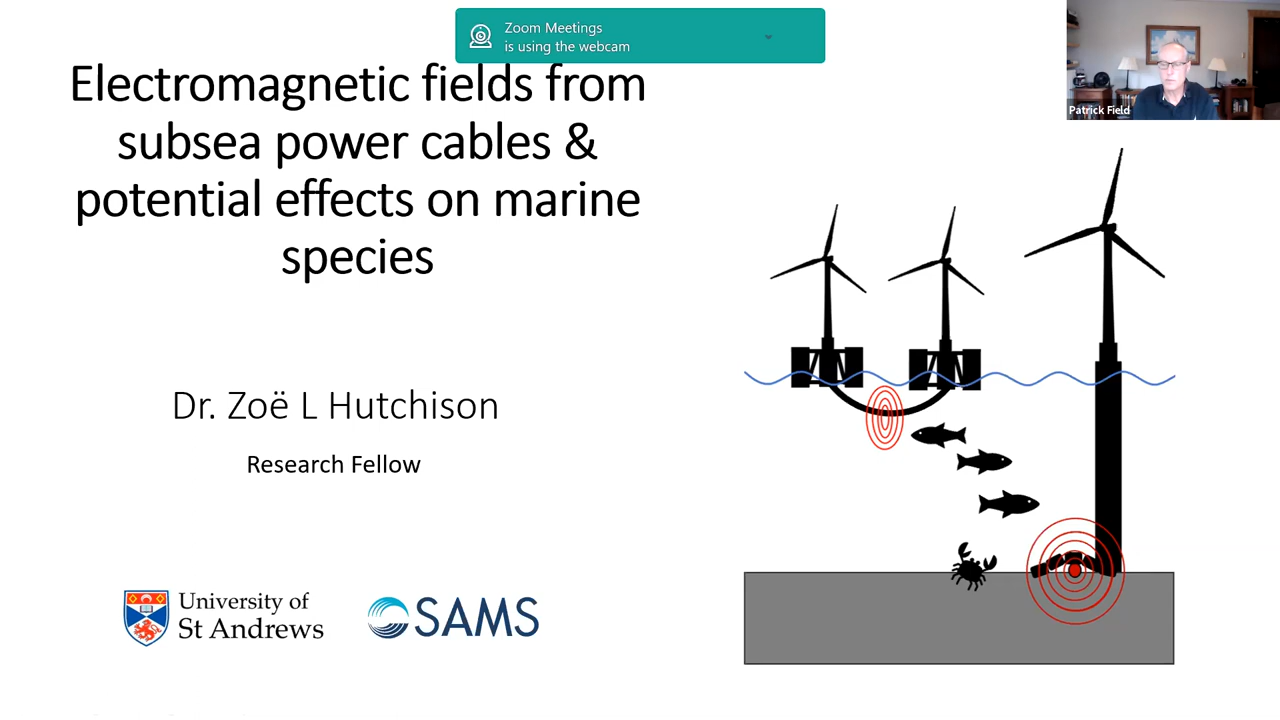 Zoom Meetings
is using the webcam
Patrick Field
Electromagnetic fields from
subsea power cables &
potential effects on marine
species
Dr. Zoë L Hutchison
Research Fellow
University of
St Andrews
SAMS